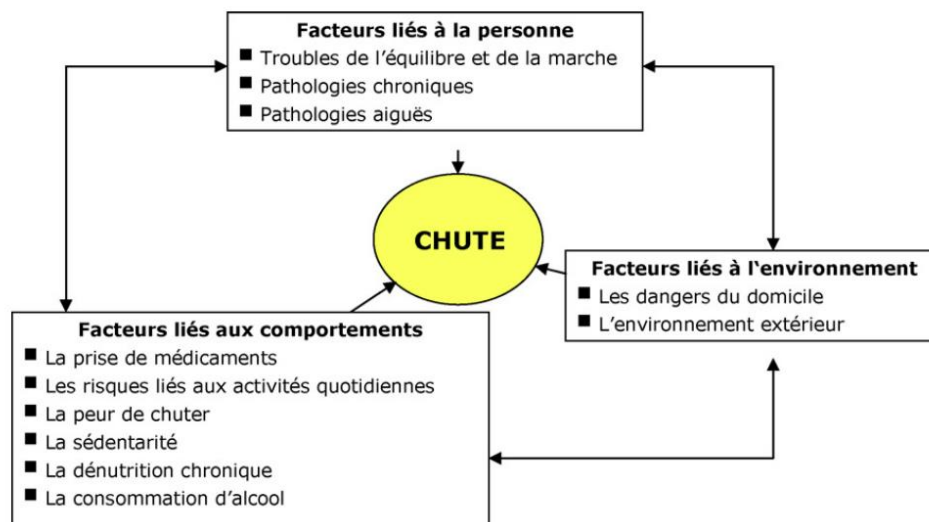 Facteurs liés à la personne
■ Troubles de l'équilibre et de la marche
■ Pathologies chroniques
■ Pathologies aiguës
CHUTE
Facteurs liés à l'environnement
■ Les dangers du domicile
■ L'environnement extérieur
Facteurs liés aux comportements
■ La prise de médicaments
■ Les risques liés aux activités quotidiennes
■ La peur de chuter
■ La sédentarité
■ La dénutrition chronique
■ La consommation d'alcool